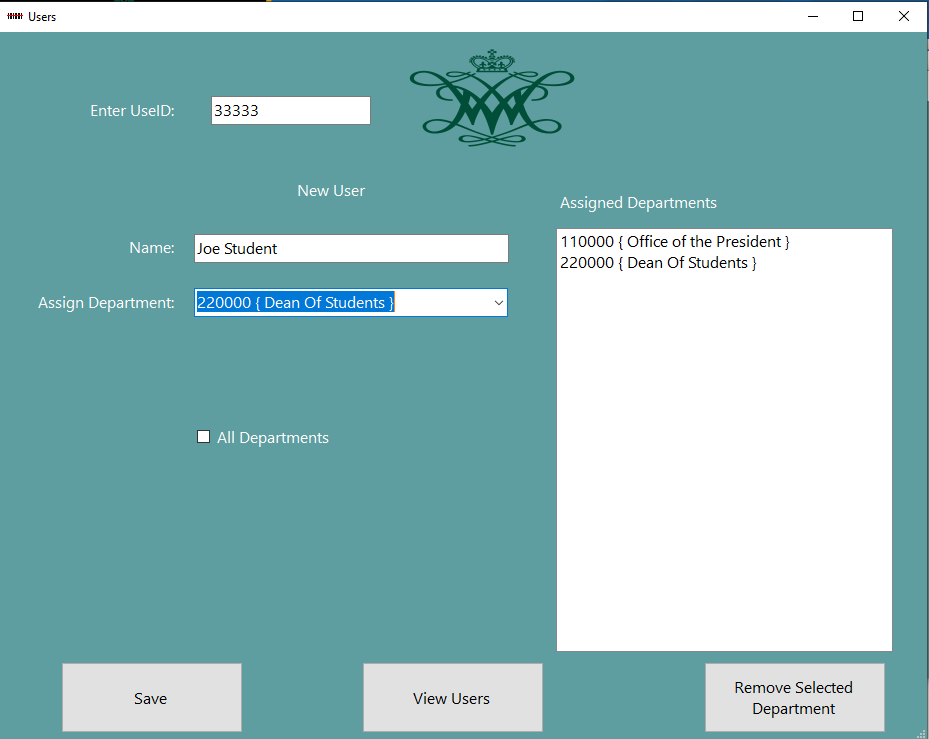 Users
Enter UseID:
33333
New User
Name:
Joe Student
Assign Department:
220000 { Dean Of Students }
All Departments
Assigned Departments
110000 { Office of the President }
220000 { Dean Of Students }
Save
View Users
Remove Selected
Department